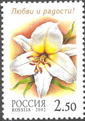 Любви и радости!
РОССИЯ
ROSSIJA 2002
2.50